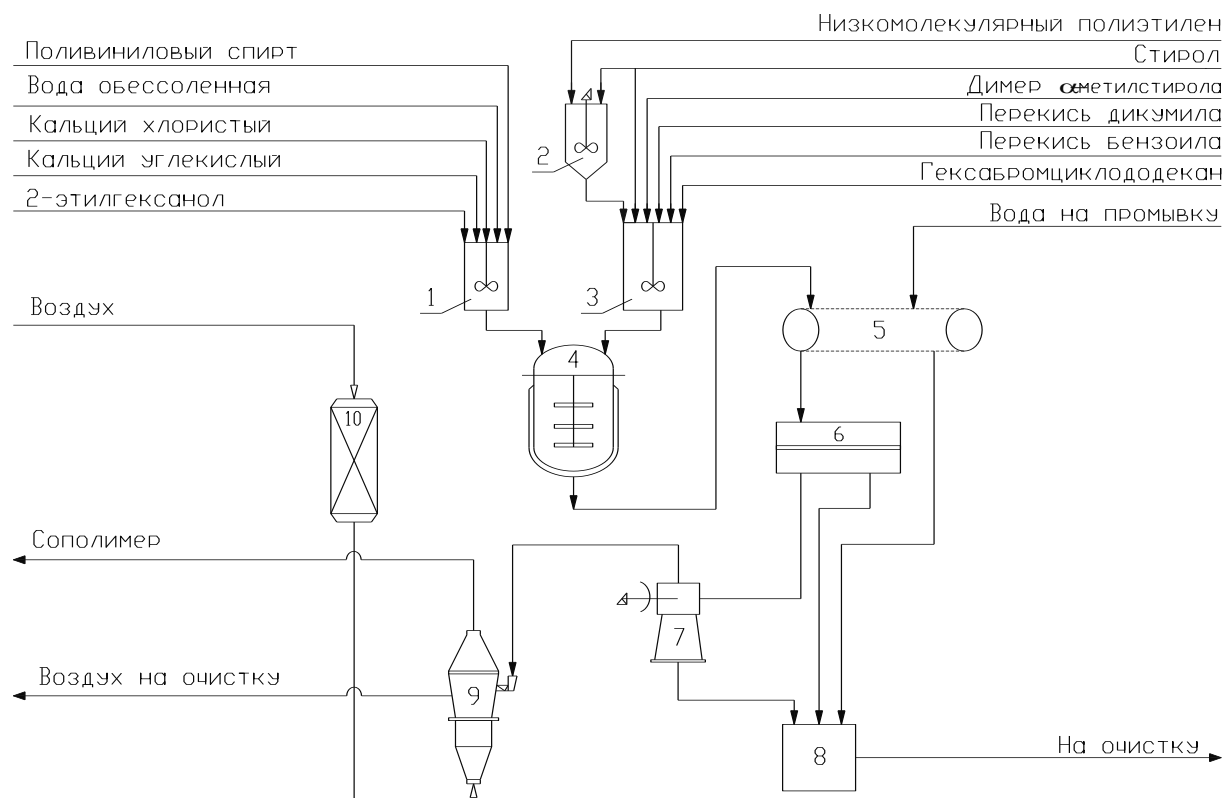 Низкомолекулярный полиэтилен
Поливиниловый спирт
Стирол
Вода обессоленная
Димер α-метилстирола
Кальций хлористый
Перекись дикумила
Кальций углекислый
Перекись бензоила
2-этилгексанол
Гексабромциклододекан
Вода на промывку
2
1
3
Воздух
5
4
10
6
Сополимер
7
Воздух на очистку
9
8
На очистку